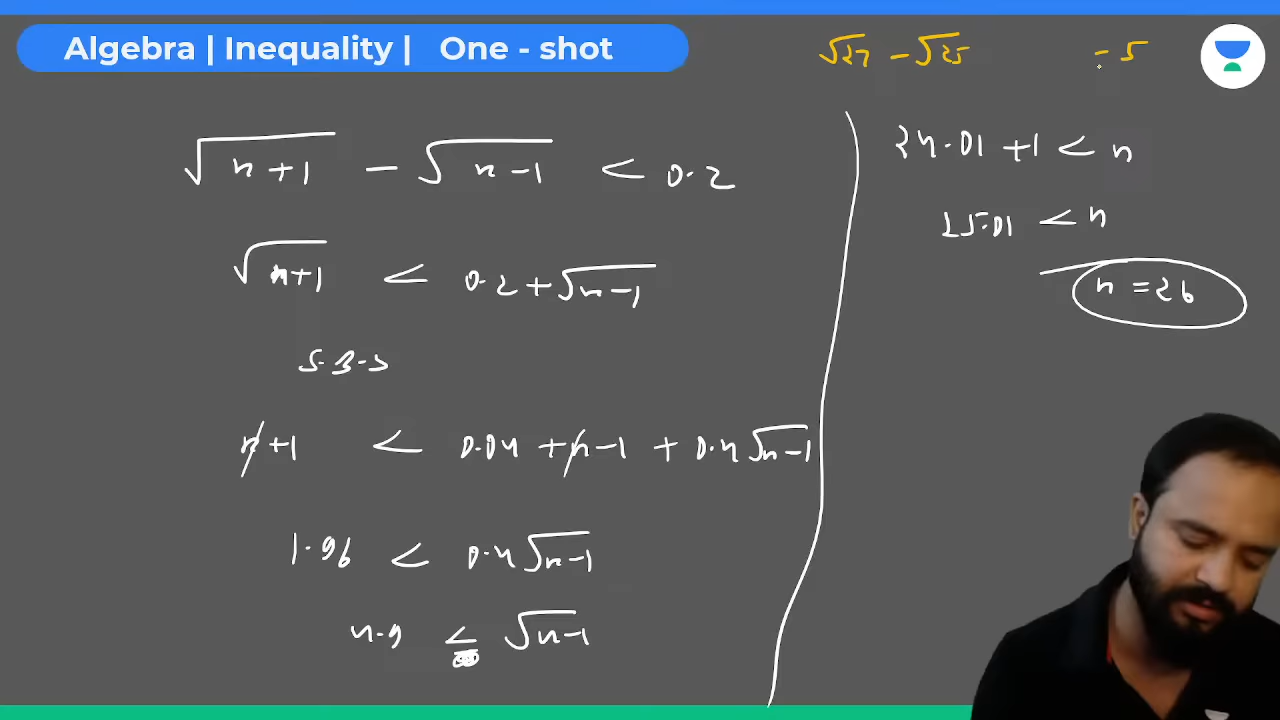 Algebra | Inequality | One - shot
√27 - √25 = 5
√n+1 - √n-1 < 0.2
√n+1 < 0.2 + √n-1
S.B.S
n+1 < 0.04 + n-1 + 0.4√n-1
1.96 < 0.4√n-1
4.9 < √n-1
24.01 + 1 < n
25.01 < n
n = 26